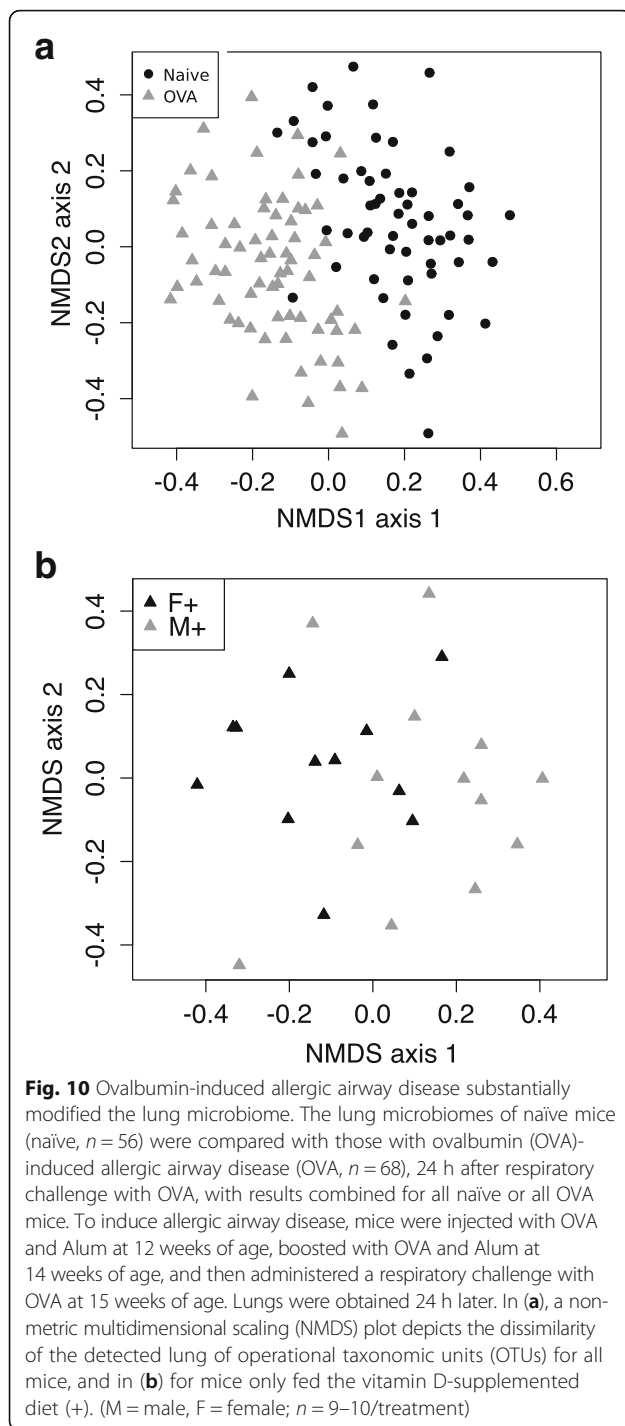 a
Naive
OVA
NMDS2 axis 2
0.4
0.2
0.0
-0.2
-0.4
-0.4 -0.2 0.0 0.2 0.4 0.6
NMDS1 axis 1
b
F+
M+
NMDS axis 2
0.4
0.2
0.0
-0.2
-0.4
-0.4 -0.2 0.0 0.2 0.4
NMDS axis 1
Fig. 10 Ovalbumin-induced allergic airway disease substantially
modified the lung microbiome. The lung microbiomes of naïve mice
(naïve, n = 56) were compared with those with ovalbumin (OVA)-
induced allergic airway disease (OVA, n = 68), 24 h after respiratory
challenge with OVA, with results combined for all naïve or all OVA
mice. To induce allergic airway disease, mice were injected with OVA
and Alum at 12 weeks of age, boosted with OVA and Alum at
14 weeks of age, and then administered a respiratory challenge with
OVA at 15 weeks of age. Lungs were obtained 24 h later. In (a), a non-
metric multidimensional scaling (NMDS) plot depicts the dissimilarity
of the detected lung of operational taxonomic units (OTUs) for all
mice, and in (b) for mice only fed the vitamin D-supplemented
diet (+). (M = male, F = female; n = 9–10/treatment)